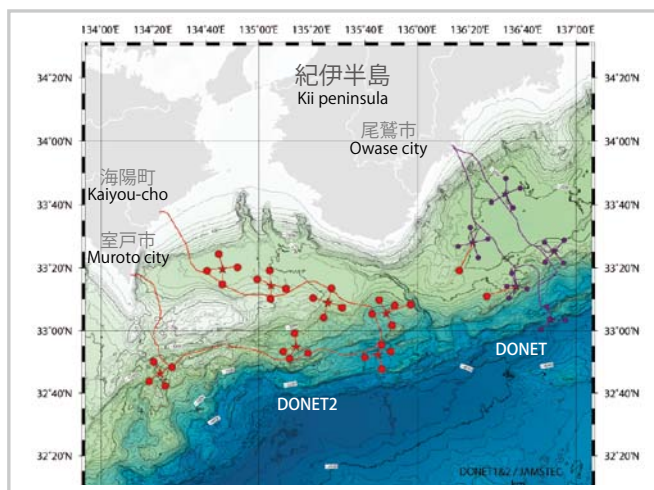 134˚00'E 134˚20'E 134˚40'E 135˚00'E 135˚20'E 135˚40'E 136˚00'E 136˚20'E 136˚40'E 137˚00'E
34˚20'N
34˚20'N
紀伊半島
Kii peninsula
尾鷲市
Owase city
34˚00'N
34˚00'N
海陽町
Kaiyou-cho
33˚40'N
33˚40'N
室戸市
Muroto city
33˚20'N
33˚20'N
33˚00'N
33˚00'N
DONET
32˚40'N
32˚40'N
DONET2
32˚20'N
32˚20'N
DONET1&2 / JAMSTEC